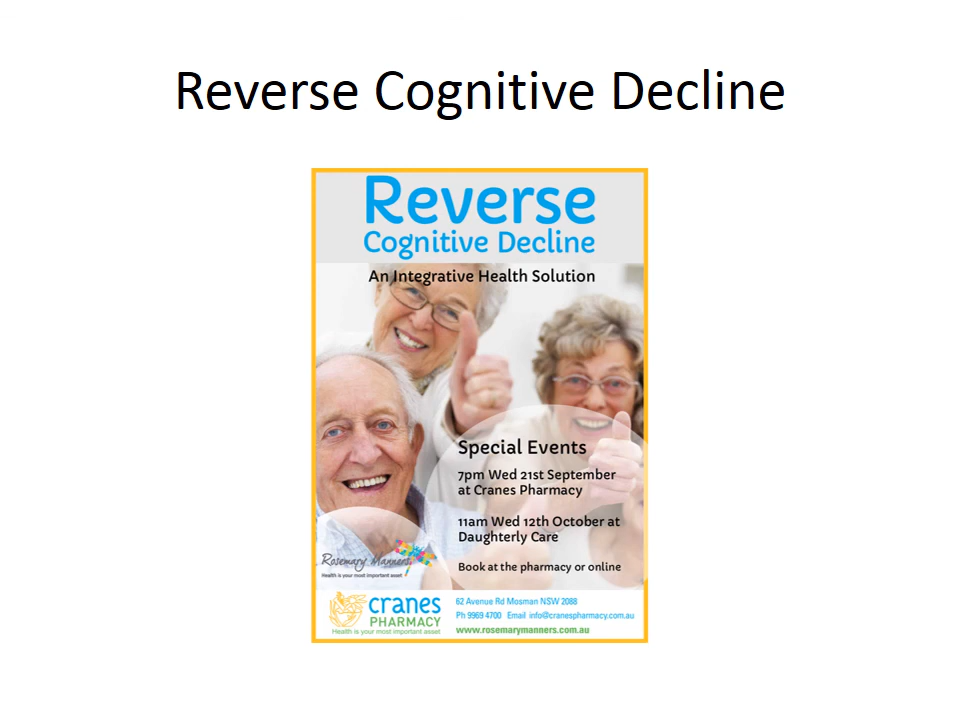 Reverse Cognitive Decline
Reverse
Cognitive Decline
An Integrative Health Solution
Special Events
7pm Wed 21st September
at Cranes Pharmacy
11am Wed 12th October at
Daughterly Care
Book at the pharmacy or online
Rosemary Manners
Health is your most important asset
cranes
PHARMACY
Health is your most important asset
62 Avenue Rd Mosman NSW 2088
Ph 9969 4700 Email info@cranespharmacy.com.au
www.rosemarymanners.com.au